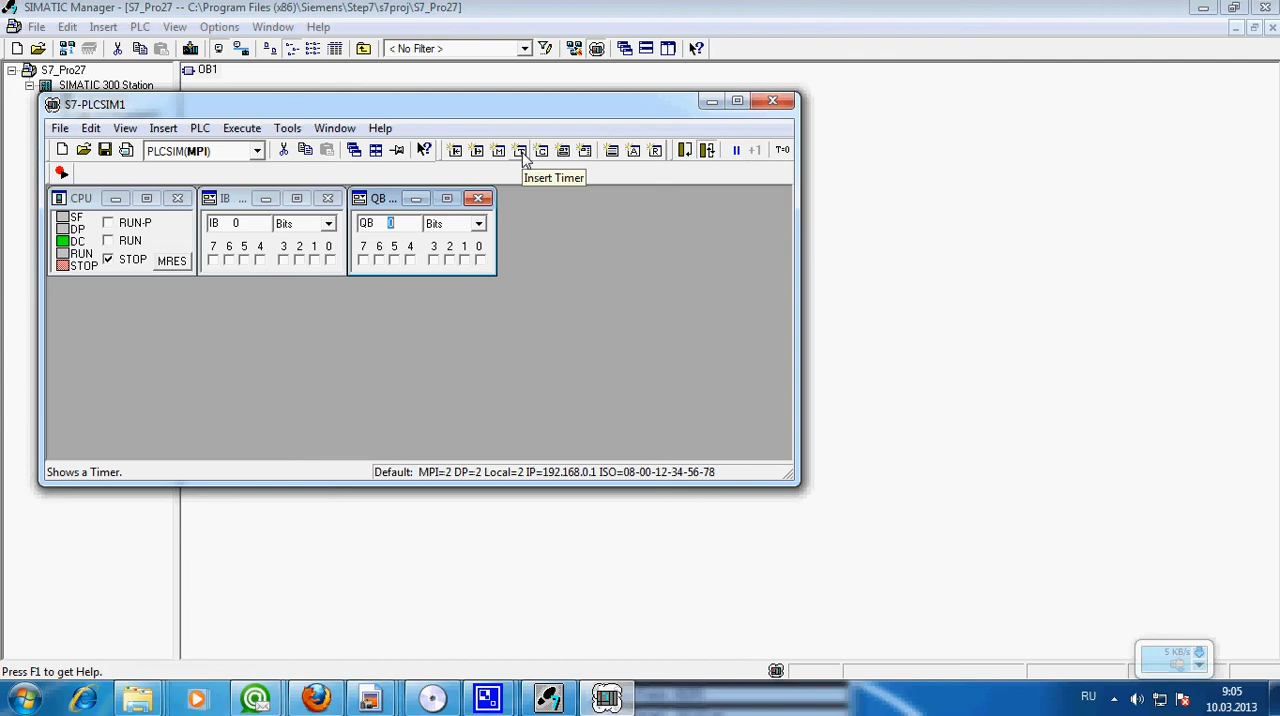 SIMATIC Manager - [S7_Pro27 -- C:\Program Files (x86)\Siemens\Step7\s7proj\S7_Pro27]
File Edit Insert PLC View Options Window Help
< No Filter >
S7_Pro27
OB1
SIMATIC 300 Station
S7-PLCSIM1
File Edit View Insert PLC Execute Tools Window Help
PLCSIM(MPI)
+1 T=0
Insert Timer
CPU
IB ...
QB ...
SF
DP
DC
RUN
STOP
RUN-P
RUN
STOP
MRES
IB 0 Bits
7 6 5 4 3 2 1 0
QB 0 Bits
7 6 5 4 3 2 1 0
Shows a Timer.
Default: MPI=2 DP=2 Local=2 IP=192.168.0.1 ISO=08-00-12-34-56-78
5 KB/s
Press F1 to get Help.
RU
9:05
10.03.2013